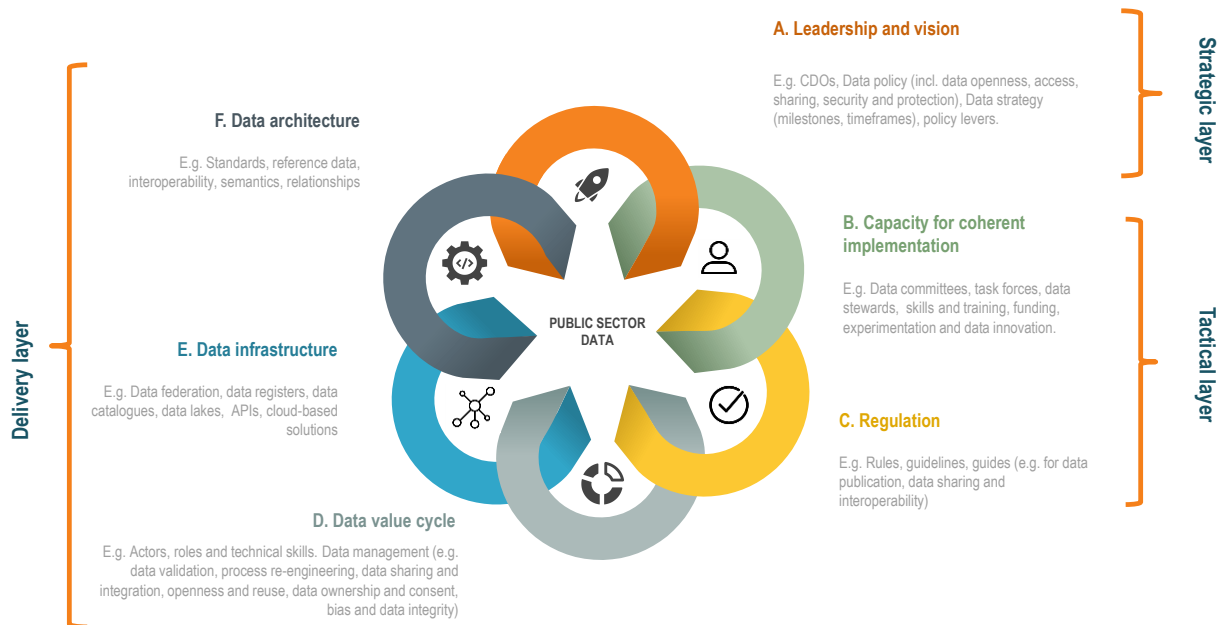 A. Leadership and vision
E.g. CDOs, Data policy (incl. data openness, access,
sharing, security and protection), Data strategy
(milestones, timeframes), policy levers.
Strategic layer
B. Capacity for coherent
implementation
E.g. Data committees, task forces, data
stewards, skills and training, funding,
experimentation and data innovation.
C. Regulation
E.g. Rules, guidelines, guides (e.g. for data
publication, data sharing and
interoperability)
Tactical layer
D. Data value cycle
E.g. Actors, roles and technical skills. Data management (e.g.
data validation, process re-engineering, data sharing and
integration, openness and reuse, data ownership and consent,
bias and data integrity)
E. Data infrastructure
E.g. Data federation, data registers, data
catalogues, data lakes, APIs, cloud-based
solutions
F. Data architecture
E.g. Standards, reference data,
interoperability, semantics, relationships
Delivery layer
PUBLIC SECTOR
DATA